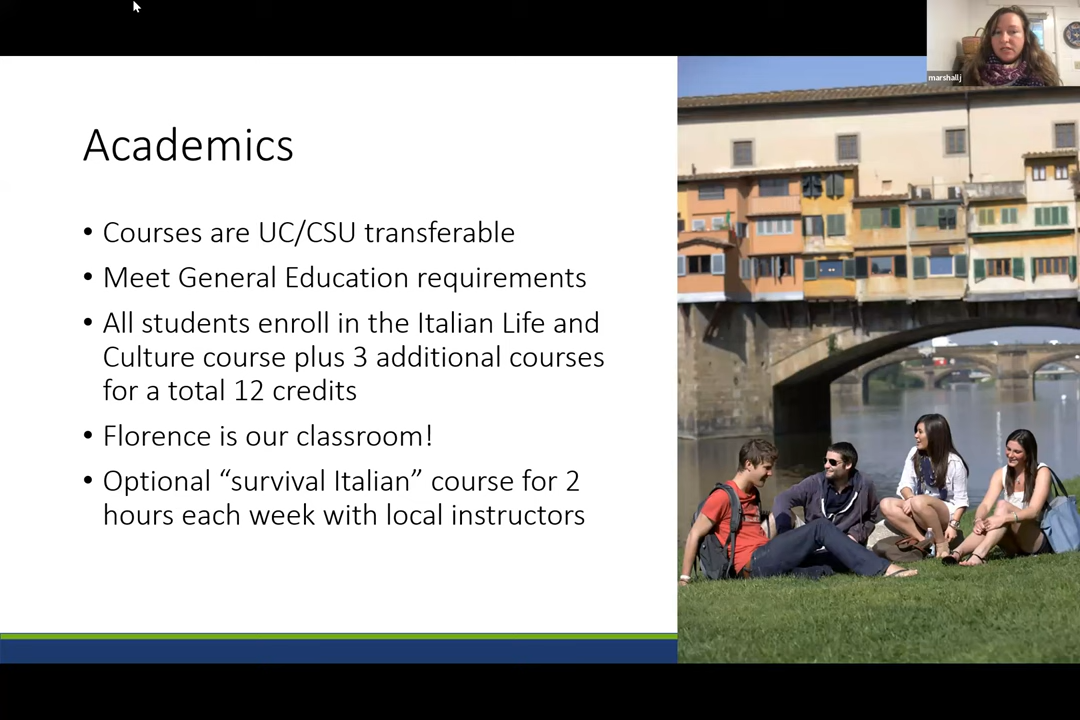 marshallj
Academics
• Courses are UC/CSU transferable
• Meet General Education requirements
• All students enroll in the Italian Life and
Culture course plus 3 additional courses
for a total 12 credits
• Florence is our classroom!
• Optional “survival Italian” course for 2
hours each week with local instructors